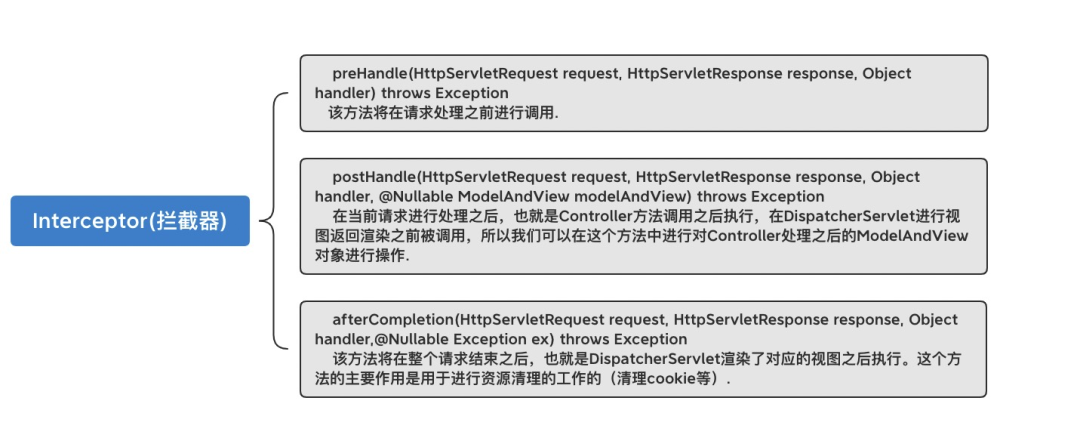 Interceptor(拦截器)
preHandle(HttpServletRequest request, HttpServletResponse response, Object
handler) throws Exception
该方法将在请求处理之前进行调用.
postHandle(HttpServletRequest request, HttpServletResponse response, Object
handler, @Nullable ModelAndView modelAndView) throws Exception
在当前请求进行处理之后，也就是Controller方法调用之后执行，在DispatcherServlet进行视
图返回渲染之前被调用，所以我们可以在这个方法中进行对Controller处理之后的ModelAndView
对象进行操作.
afterCompletion(HttpServletRequest request, HttpServletResponse response, Object
handler,@Nullable Exception ex) throws Exception
该方法将在整个请求结束之后，也就是DispatcherServlet渲染了对应的视图之后执行。这个方
法的主要作用是用于进行资源清理的工作的（清理cookie等）.